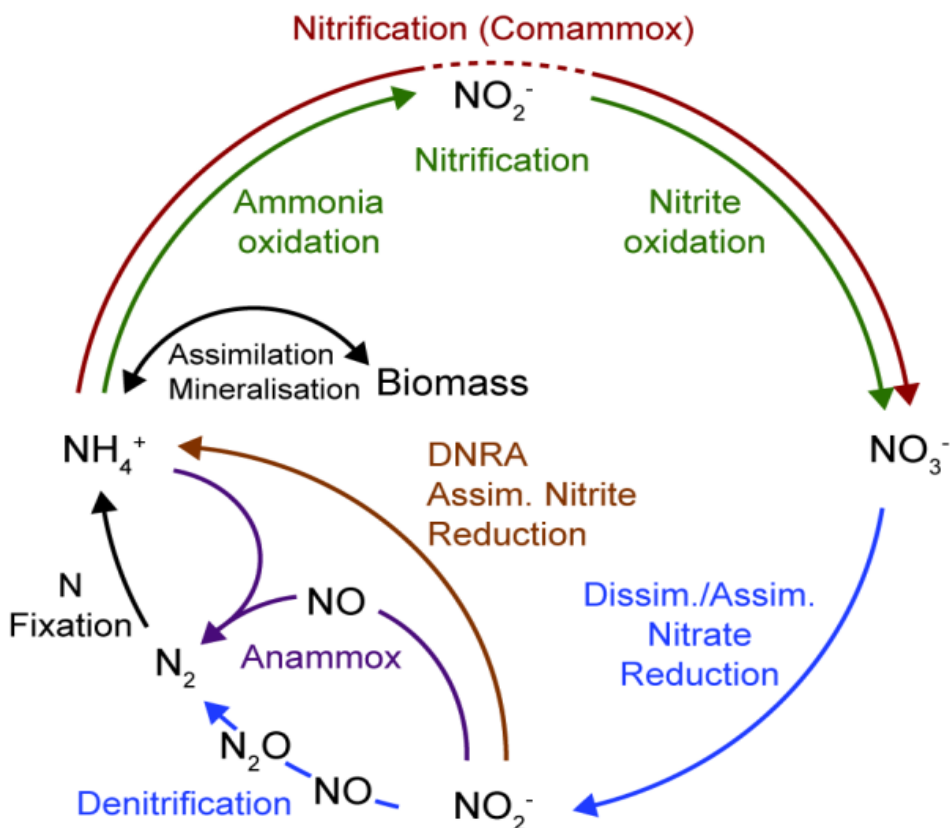 Nitrification (Comammox)
NO₂⁻
Nitrification
Ammonia
oxidation
Nitrite
oxidation
Assimilation
Mineralisation
Biomass
NH₄⁺
NO₃⁻
DNRA
Assim. Nitrite
Reduction
N
Fixation
NO
Dissim./Assim.
Nitrate
Reduction
Anammox
N₂
N₂O
NO
Denitrification
NO₂⁻